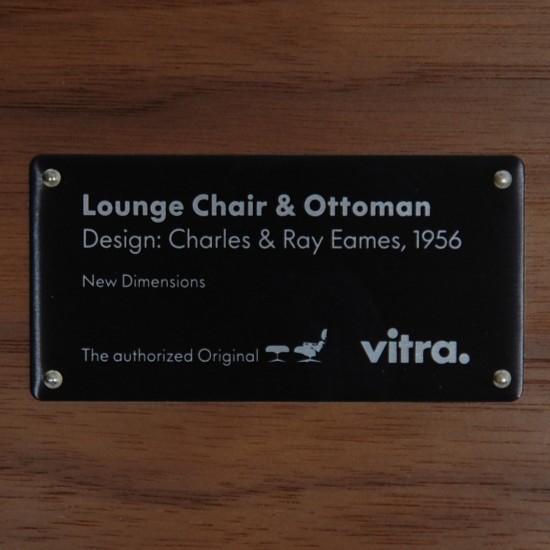 Lounge Chair & Ottoman
Design: Charles & Ray Eames, 1956
New Dimensions
The authorized Original
vitra.